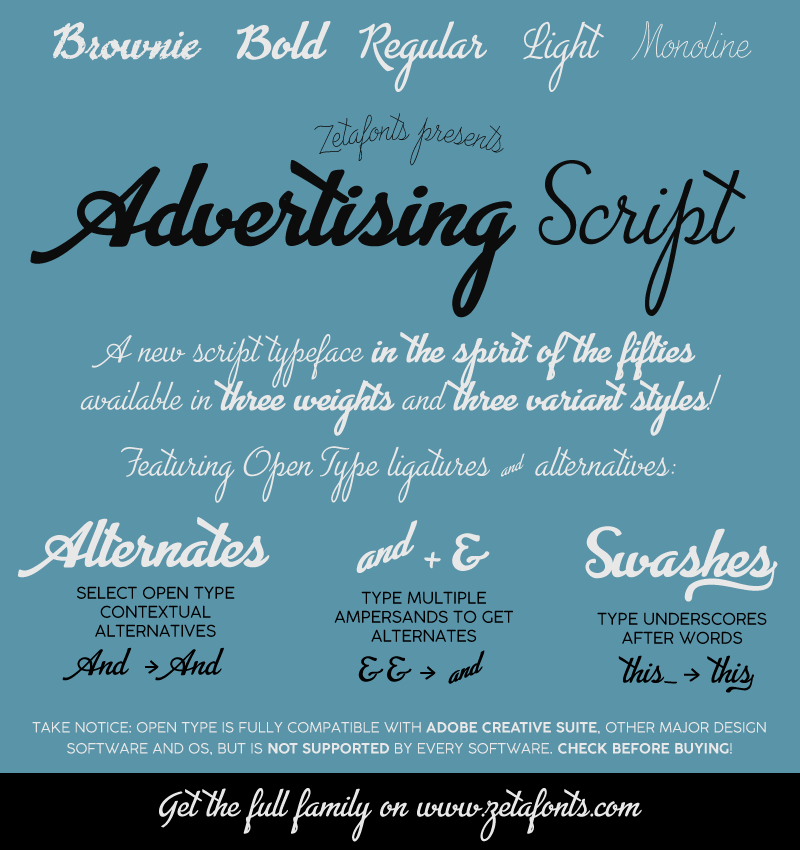 Brownie Bold Regular Light Monoline
Zetafonts presents
Advertising Script
A new script typeface in the spirit of the fifties
available in three weights and three variant styles!
Featuring Open Type ligatures and alternatives:
Alternates
SELECT OPEN TYPE
CONTEXTUAL
ALTERNATIVES
And → And
and + &
TYPE MULTIPLE
AMPERSANDS TO GET
ALTERNATES
&& → and
Swashes
TYPE UNDERSCORES
AFTER WORDS
this_ → this
TAKE NOTICE: OPEN TYPE IS FULLY COMPATIBLE WITH ADOBE CREATIVE SUITE, OTHER MAJOR DESIGN
SOFTWARE AND OS, BUT IS NOT SUPPORTED BY EVERY SOFTWARE. CHECK BEFORE BUYING!
Get the full family on www.zetafonts.com